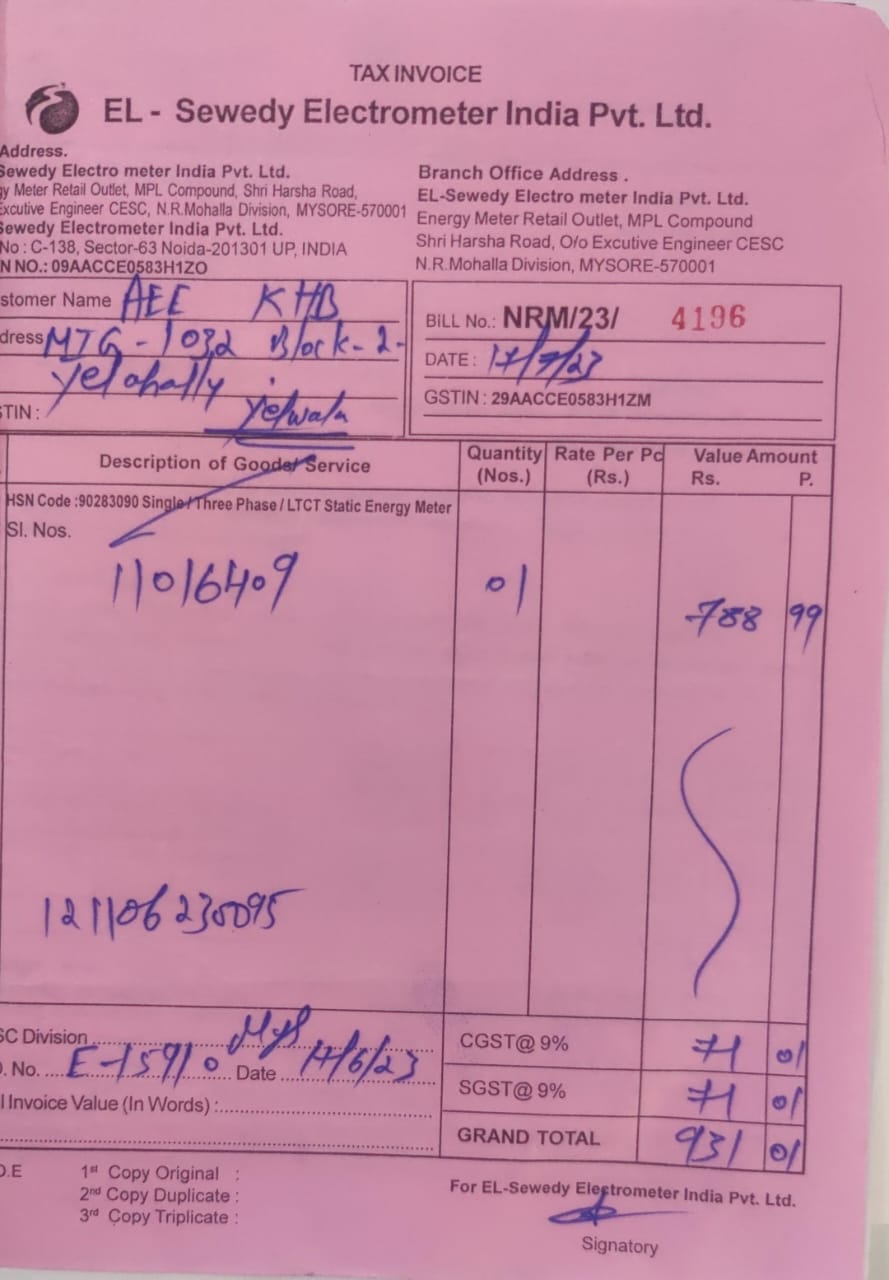 TAX INVOICE
EL - Sewedy Electrometer India Pvt. Ltd.
Address.
Sewedy Electro meter India Pvt. Ltd.
gy Meter Retail Outlet, MPL Compound, Shri Harsha Road,
Excutive Engineer CESC, N.R.Mohalla Division, MYSORE-570001
Sewedy Electrometer India Pvt. Ltd.
No : C-138, Sector-63 Noida-201301 UP, INDIA
N NO.: 09AACCE0583H1ZO
Branch Office Address .
EL-Sewedy Electro meter India Pvt. Ltd.
Energy Meter Retail Outlet, MPL Compound
Shri Harsha Road, O/o Excutive Engineer CESC
N.R.Mohalla Division, MYSORE-570001
stomer Name AEE KHB
dress MIG-1032 Block-2-
Yelahally.
TIN : Yelwala
BiLL No.: NRM/23/ 4196
DATE : 17/7/23
GSTIN : 29AACCE0583H1ZM
Description of Goods/ Service
Quantity (Nos.)
Rate Per Pc (Rs.)
Value Amount
Rs. P.
HSN Code :90283090 Single / Three Phase / LTCT Static Energy Meter
Sl. Nos.
11016409 01 788 99
121106230095
SC Division Mys
. No. E-15910 Date 17/6/23
l Invoice Value (In Words) :
CGST@ 9% 71 01
SGST@ 9% 71 01
GRAND TOTAL 931 01
O.E
1st Copy Original :
2nd Copy Duplicate :
3rd Copy Triplicate :
For EL-Sewedy Electrometer India Pvt. Ltd.
Signatory